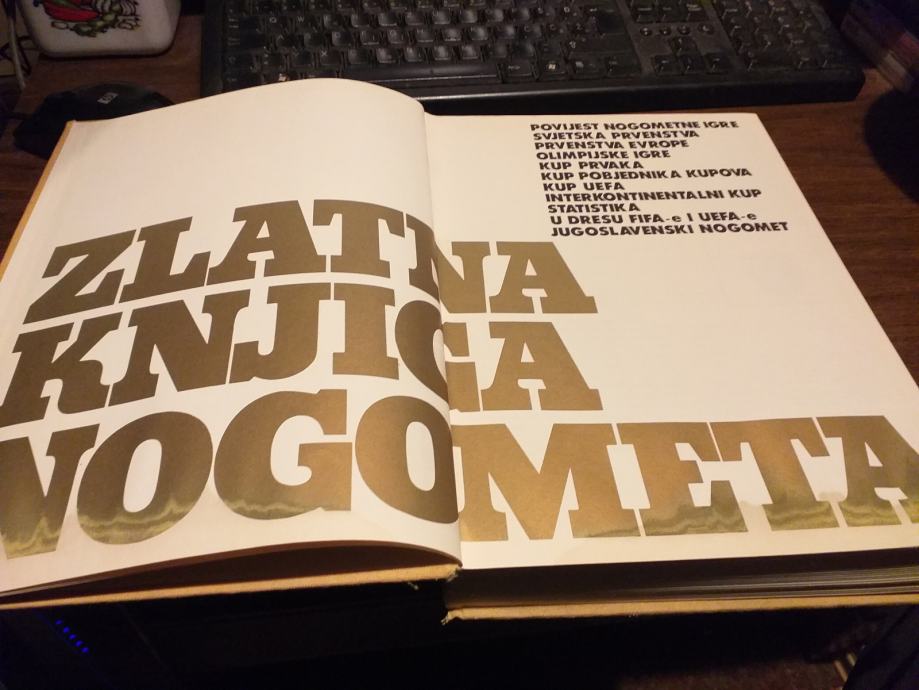 ZLATNA
KNJIGA
NOGOMETA
POVIJEST NOGOMETNE IGRE
SVJETSKA PRVENSTVA
PRVENSTVA EVROPE
OLIMPIJSKE IGRE
KUP PRVAKA
KUP POBJEDNIKA KUPOVA
KUP UEFA
INTERKONTINENTALNI KUP
STATISTIKA
U DRESU FIFA-e I UEFA-e
JUGOSLAVENSKI NOGOMET